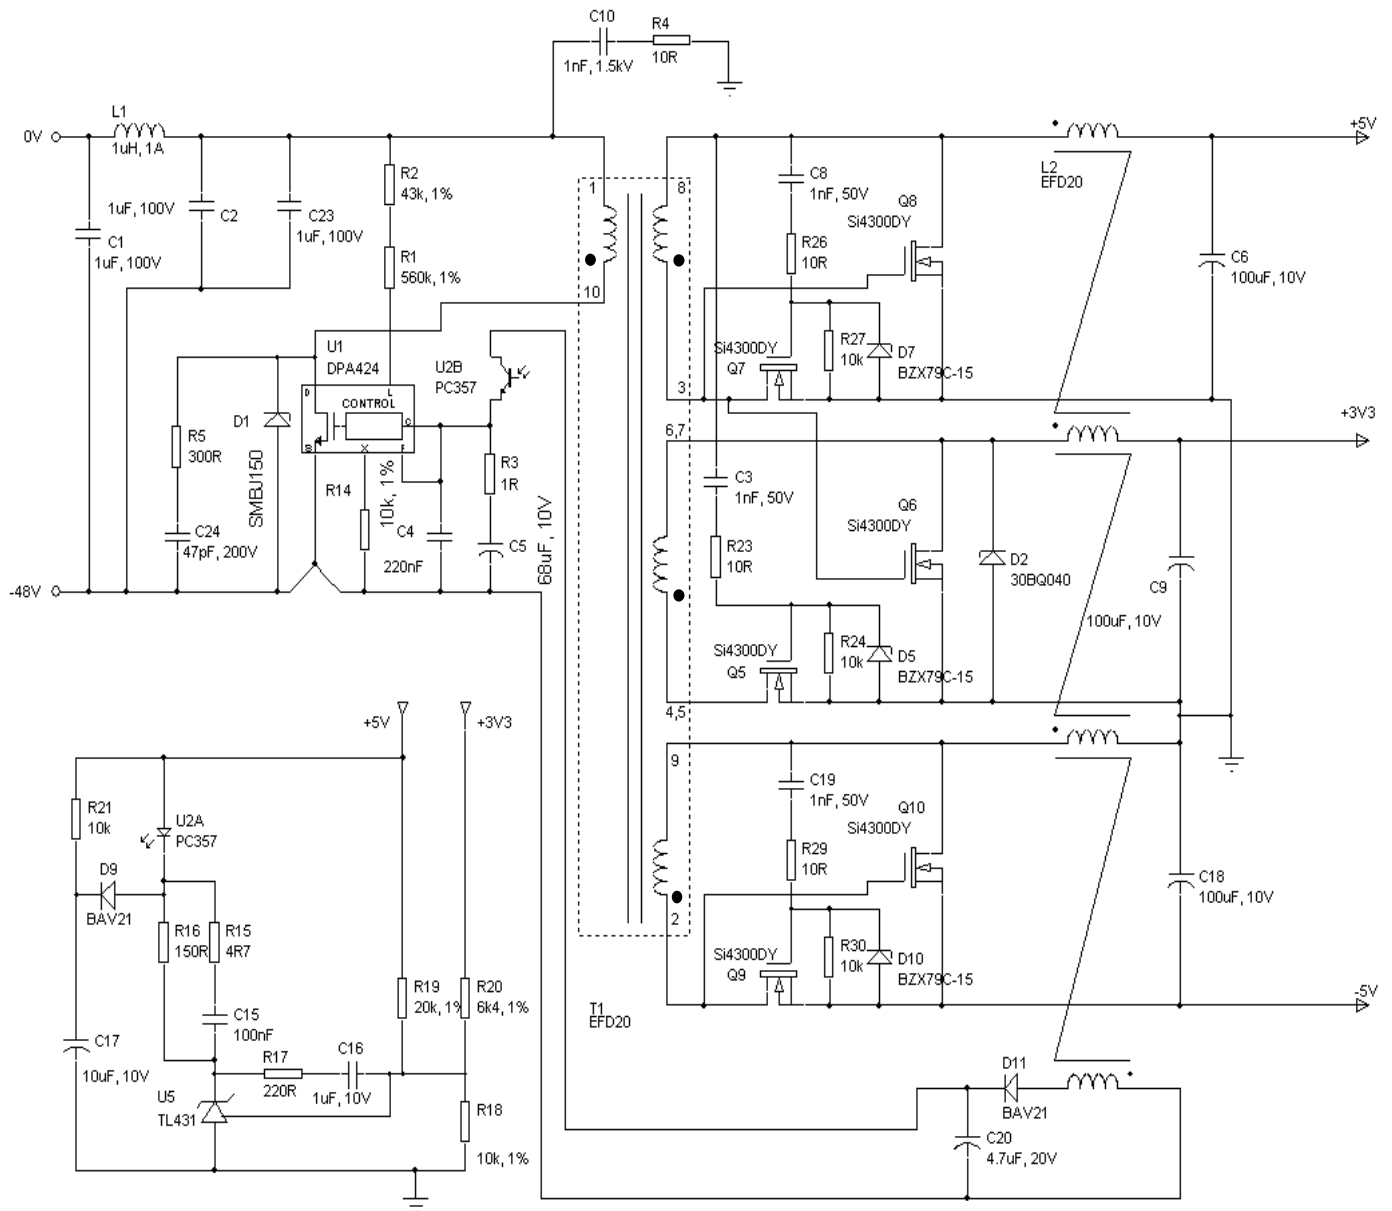 C10
1nF, 1.5kV
R4
10R
0V
L1
1uH, 1A
+5V
1uF, 100V
C2
C1
1uF, 100V
C23
1uF, 100V
R2
43k, 1%
R1
560k, 1%
1
10
8
3
C8
1nF, 50V
R26
10R
Q8
Si4300DY
L2
EFD20
C6
100uF, 10V
U1
DPA424
D
L
CONTROL
C
S
X
F
U2B
PC357
Si4300DY
Q7
R27
10k
D7
BZX79C-15
+3V3
R5
300R
D1
SMBJ150
R14
10k, 1%
C24
47pF, 200V
C4
220nF
R3
1R
C5
68uF, 10V
6,7
4,5
C3
1nF, 50V
R23
10R
Q6
Si4300DY
D2
30BQ040
C9
100uF, 10V
-48V
Si4300DY
Q5
R24
10k
D5
BZX79C-15
+5V
+3V3
9
2
C19
1nF, 50V
R29
10R
Q10
Si4300DY
C18
100uF, 10V
R21
10k
U2A
PC357
D9
BAV21
R16
150R
R15
4R7
Si4300DY
Q9
R30
10k
D10
BZX79C-15
-5V
R19
20k, 1%
R20
6k4, 1%
T1
EFD20
C15
100nF
C17
10uF, 10V
R17
220R
C16
1uF, 10V
U5
TL431
R18
10k, 1%
D11
BAV21
C20
4.7uF, 20V